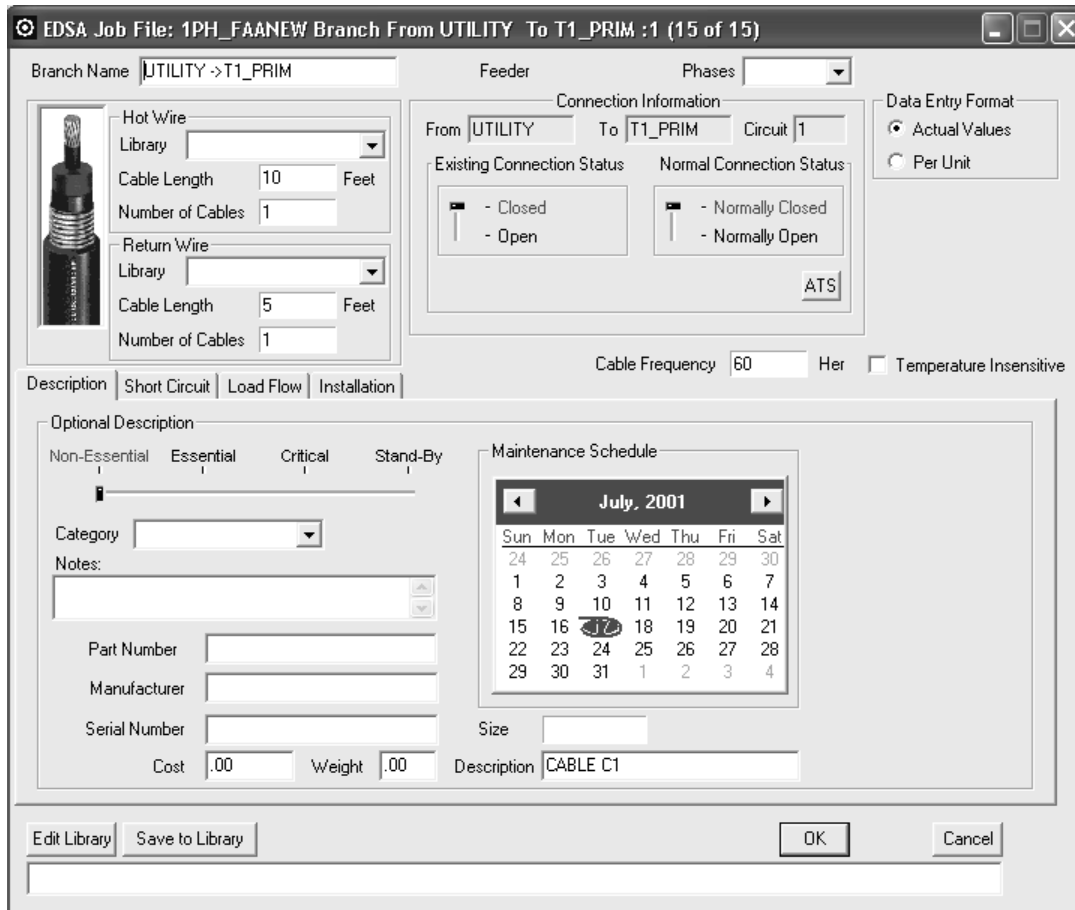 EDSA Job File: 1PH_FAANEW Branch From UTILITY To T1_PRIM :1 (15 of 15)
Branch Name UTILITY ->T1_PRIM Feeder Phases
Hot Wire
Library
Cable Length 10 Feet
Number of Cables 1
Return Wire
Library
Cable Length 5 Feet
Number of Cables 1
Connection Information
From UTILITY To T1_PRIM Circuit 1
Existing Connection Status
- Closed
- Open
Normal Connection Status
- Normally Closed
- Normally Open
ATS
Data Entry Format
Actual Values
Per Unit
Cable Frequency 60 Her Temperature Insensitive
Description Short Circuit Load Flow Installation
Optional Description
Non-Essential Essential Critical Stand-By
Category
Notes:
Part Number
Manufacturer
Serial Number
Cost .00 Weight .00
Maintenance Schedule
July, 2001
Sun Mon Tue Wed Thu Fri Sat
24 25 26 27 28 29 30
1 2 3 4 5 6 7
8 9 10 11 12 13 14
15 16 17 18 19 20 21
22 23 24 25 26 27 28
29 30 31 1 2 3 4
Size
Description CABLE C1
Edit Library Save to Library OK Cancel